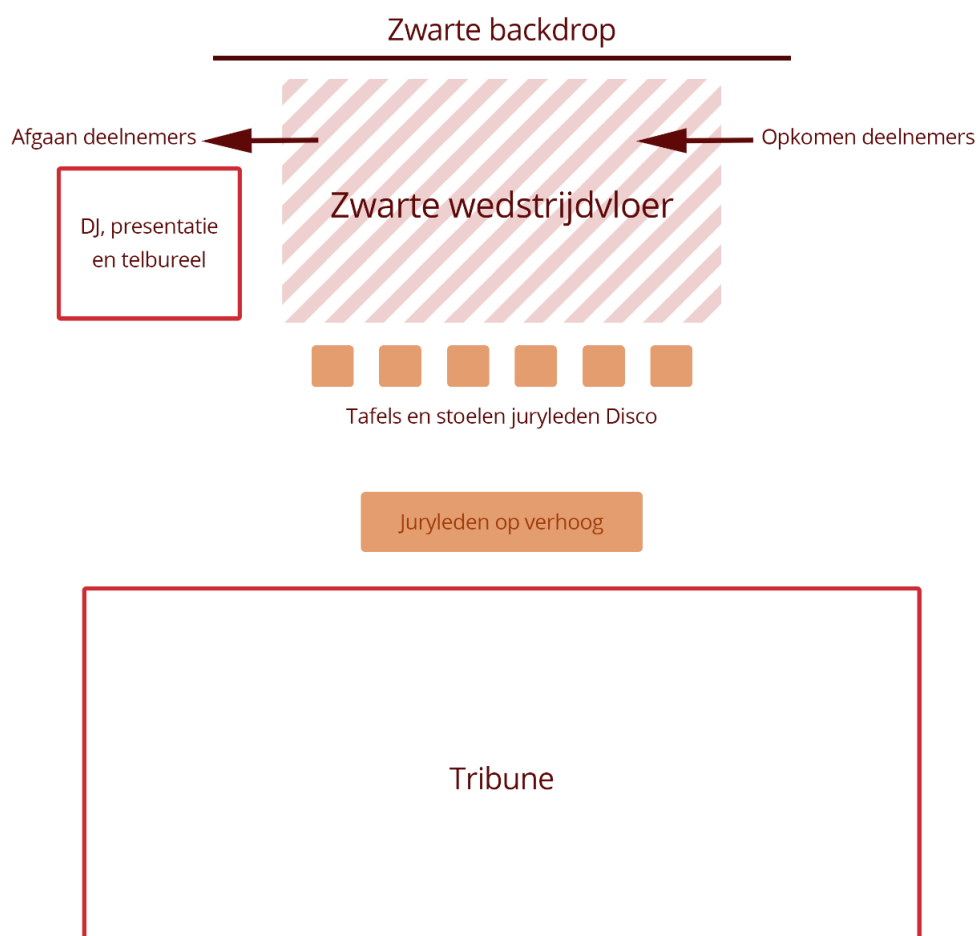 Zwarte backdrop
Afgaan deelnemers
Opkomen deelnemers
Zwarte wedstrijdvloer
DJ, presentatie
en telbureel
Tafels en stoelen juryleden Disco
Juryleden op verhoog
Tribune